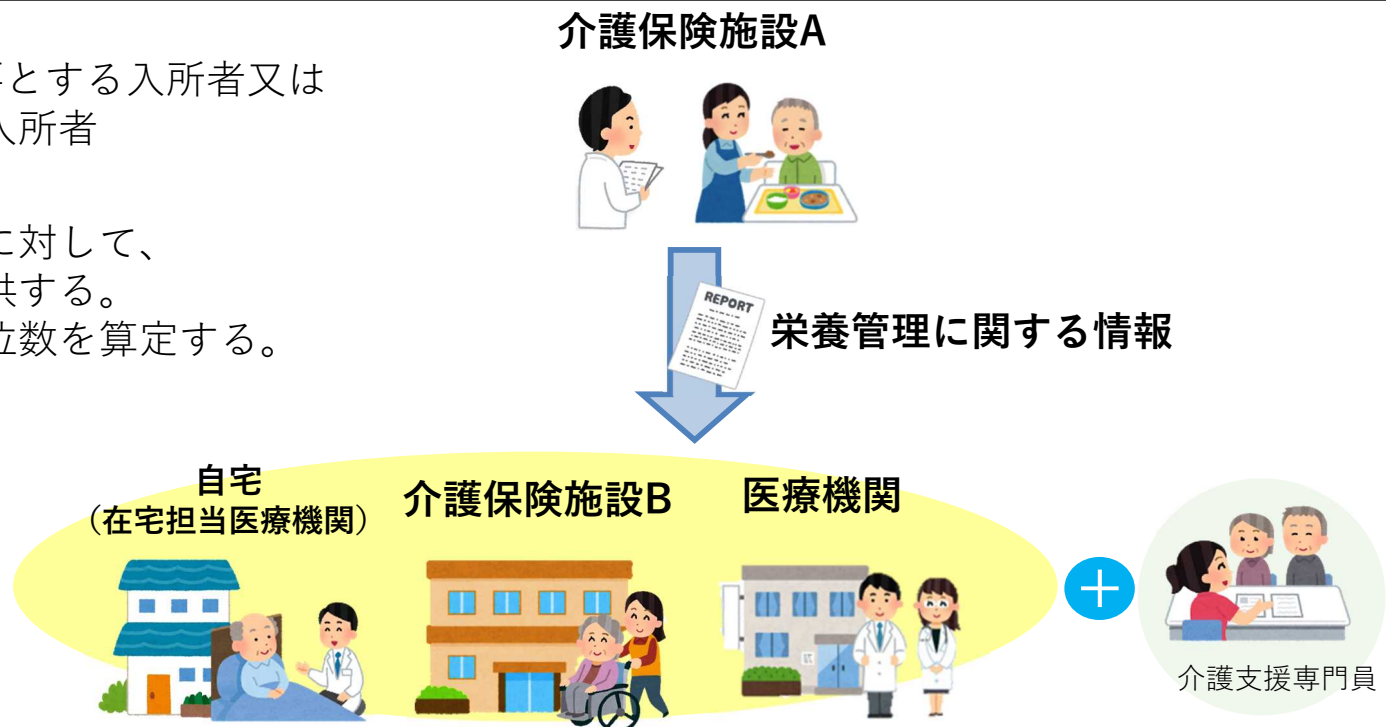 介護保険施設A
とする入所者又は
入所者
に対して、
供する。
位数を算定する。
REPORT
栄養管理に関する情報
自宅
（在宅担当医療機関）
介護保険施設B
医療機関
＋
介護支援専門員